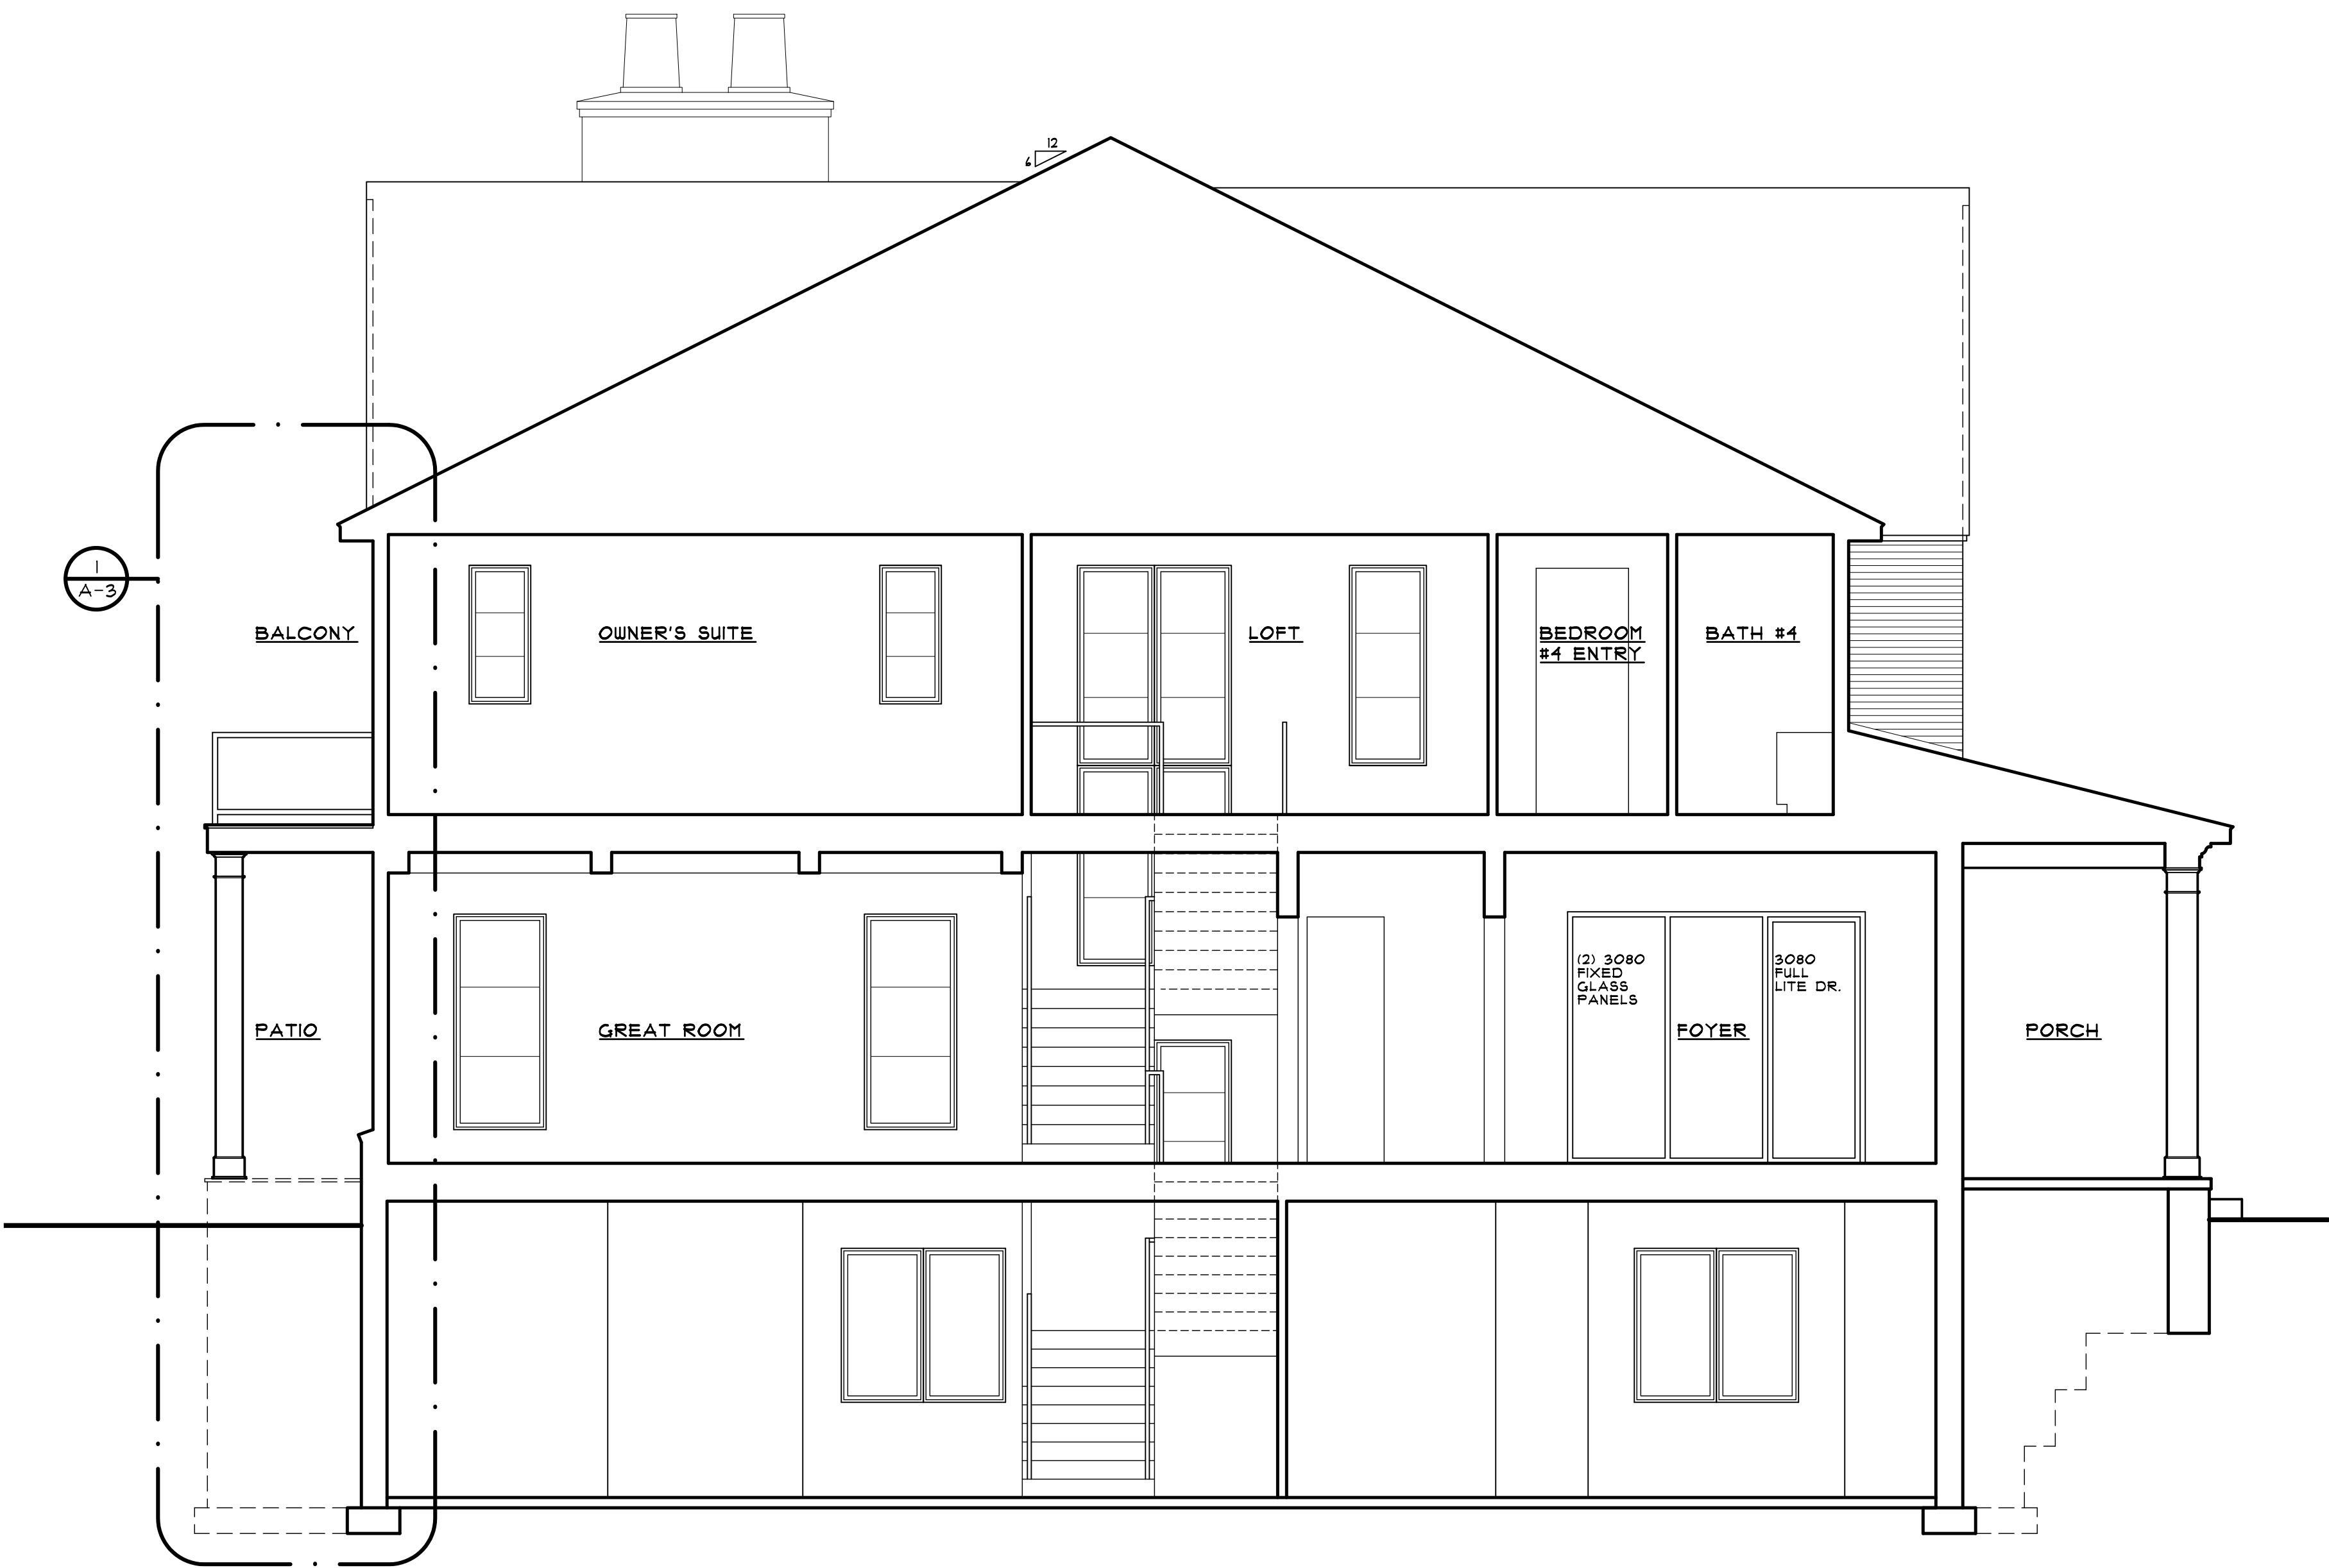 12
6
1
A-3
BALCONY
OWNER'S SUITE
LOFT
BEDROOM
#4 ENTRY
BATH #4
(2) 3080
FIXED
GLASS
PANELS
3080
FULL
LITE DR.
PATIO
GREAT ROOM
FOYER
PORCH